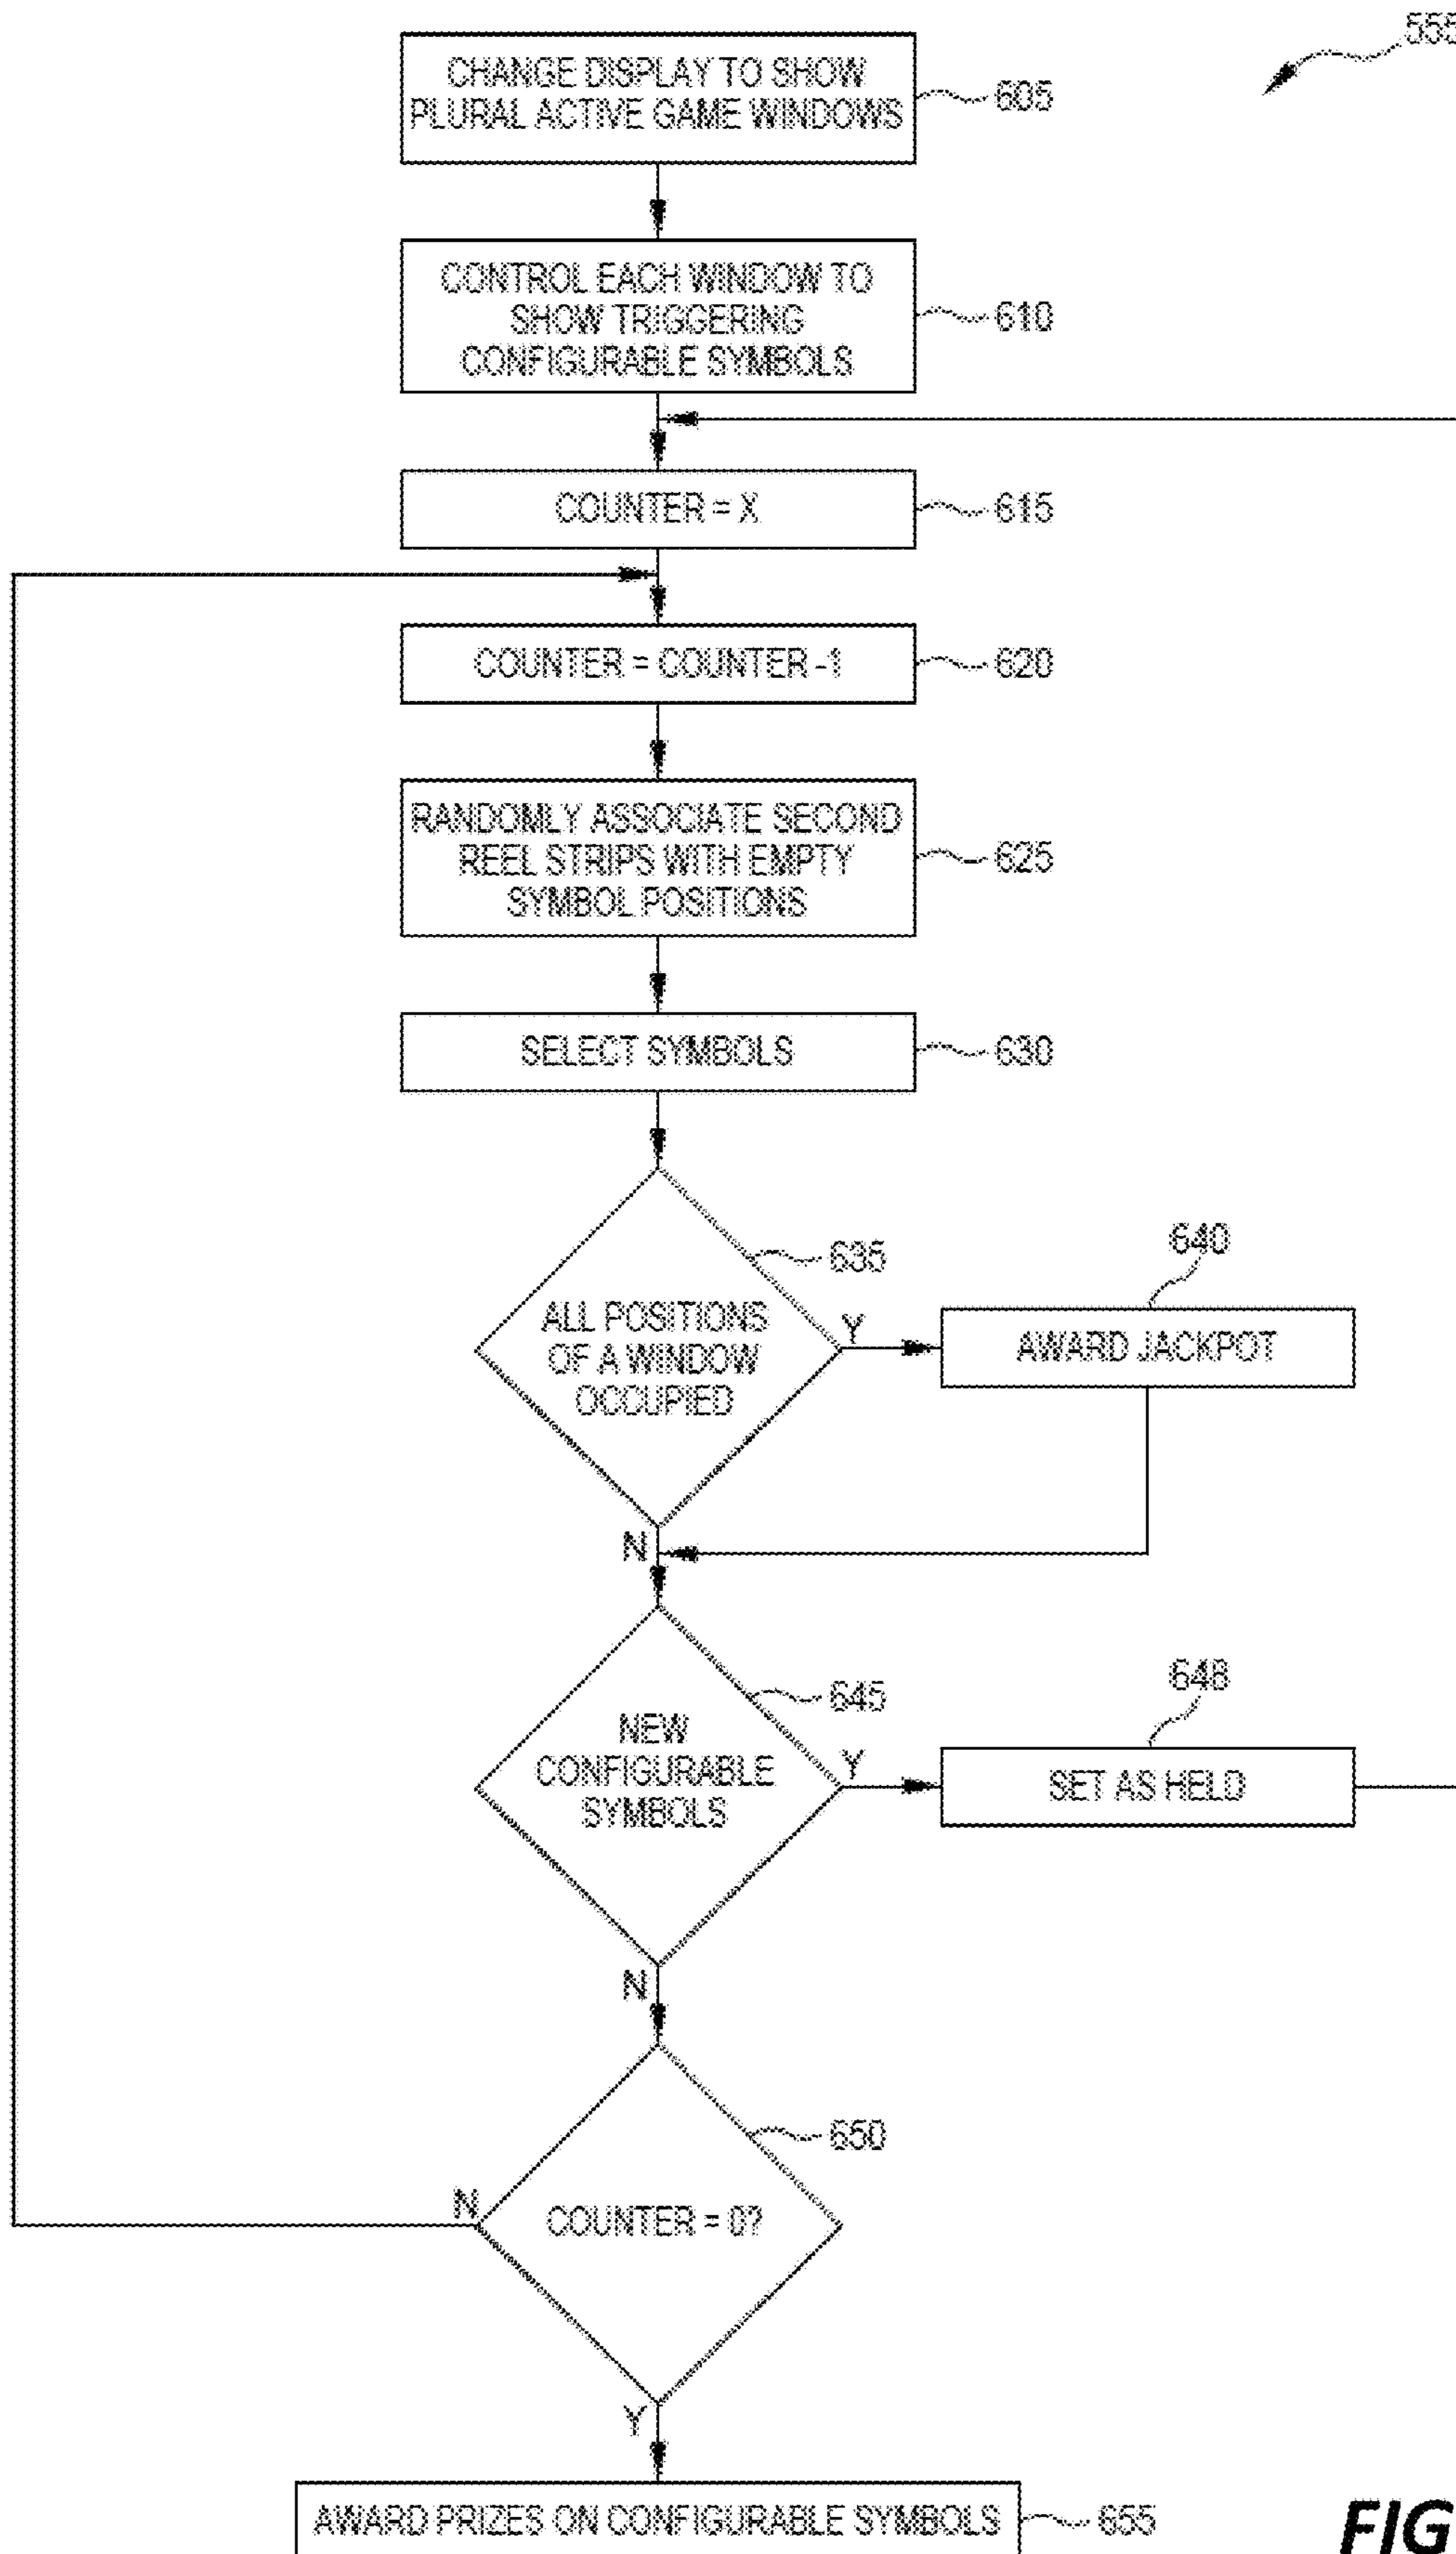 555
CHANGE DISPLAY TO SHOW
PLURAL ACTIVE GAME WINDOWS
605
CONTROL EACH WINDOW TO
SHOW TRIGGERING
CONFIGURABLE SYMBOLS
610
COUNTER = X
615
COUNTER = COUNTER -1
620
RANDOMLY ASSOCIATE SECOND
REEL STRIPS WITH EMPTY
SYMBOL POSITIONS
625
SELECT SYMBOLS
630
635
640
ALL POSITIONS
OF A WINDOW
OCCUPIED
Y
AWARD JACKPOT
N
645
648
NEW
CONFIGURABLE
SYMBOLS
Y
SET AS HELD
N
650
N
COUNTER = 0?
Y
AWARD PRIZES ON CONFIGURABLE SYMBOLS
655
FIG